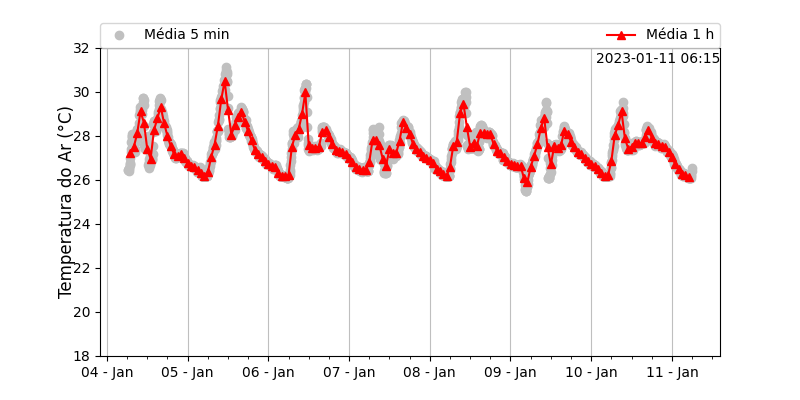 Média 5 min
Média 1 h
2023-01-11 06:15
Temperatura do Ar (°C)
32
30
28
26
24
22
20
18
04 - Jan
05 - Jan
06 - Jan
07 - Jan
08 - Jan
09 - Jan
10 - Jan
11 - Jan